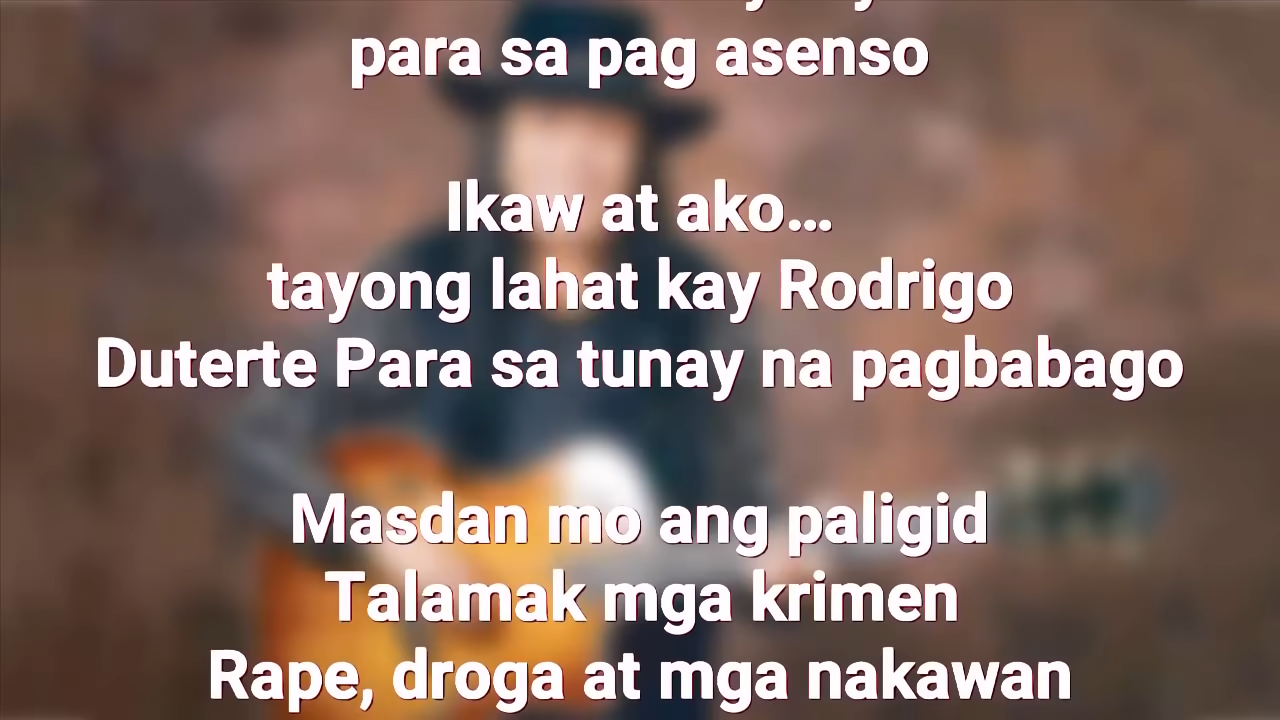 para sa pag asenso
Ikaw at ako...
tayong lahat kay Rodrigo
Duterte Para sa tunay na pagbabago
Masdan mo ang paligid
Talamak mga krimen
Rape, droga at mga nakawan